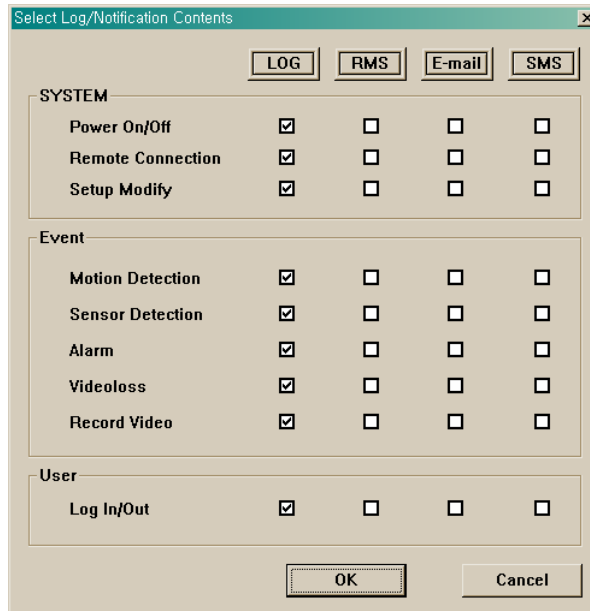 Select Log/Notification Contents
LOG RMS E-mail SMS
SYSTEM
Power On/Off
Remote Connection
Setup Modify
Event
Motion Detection
Sensor Detection
Alarm
Videoloss
Record Video
User
Log In/Out
OK Cancel